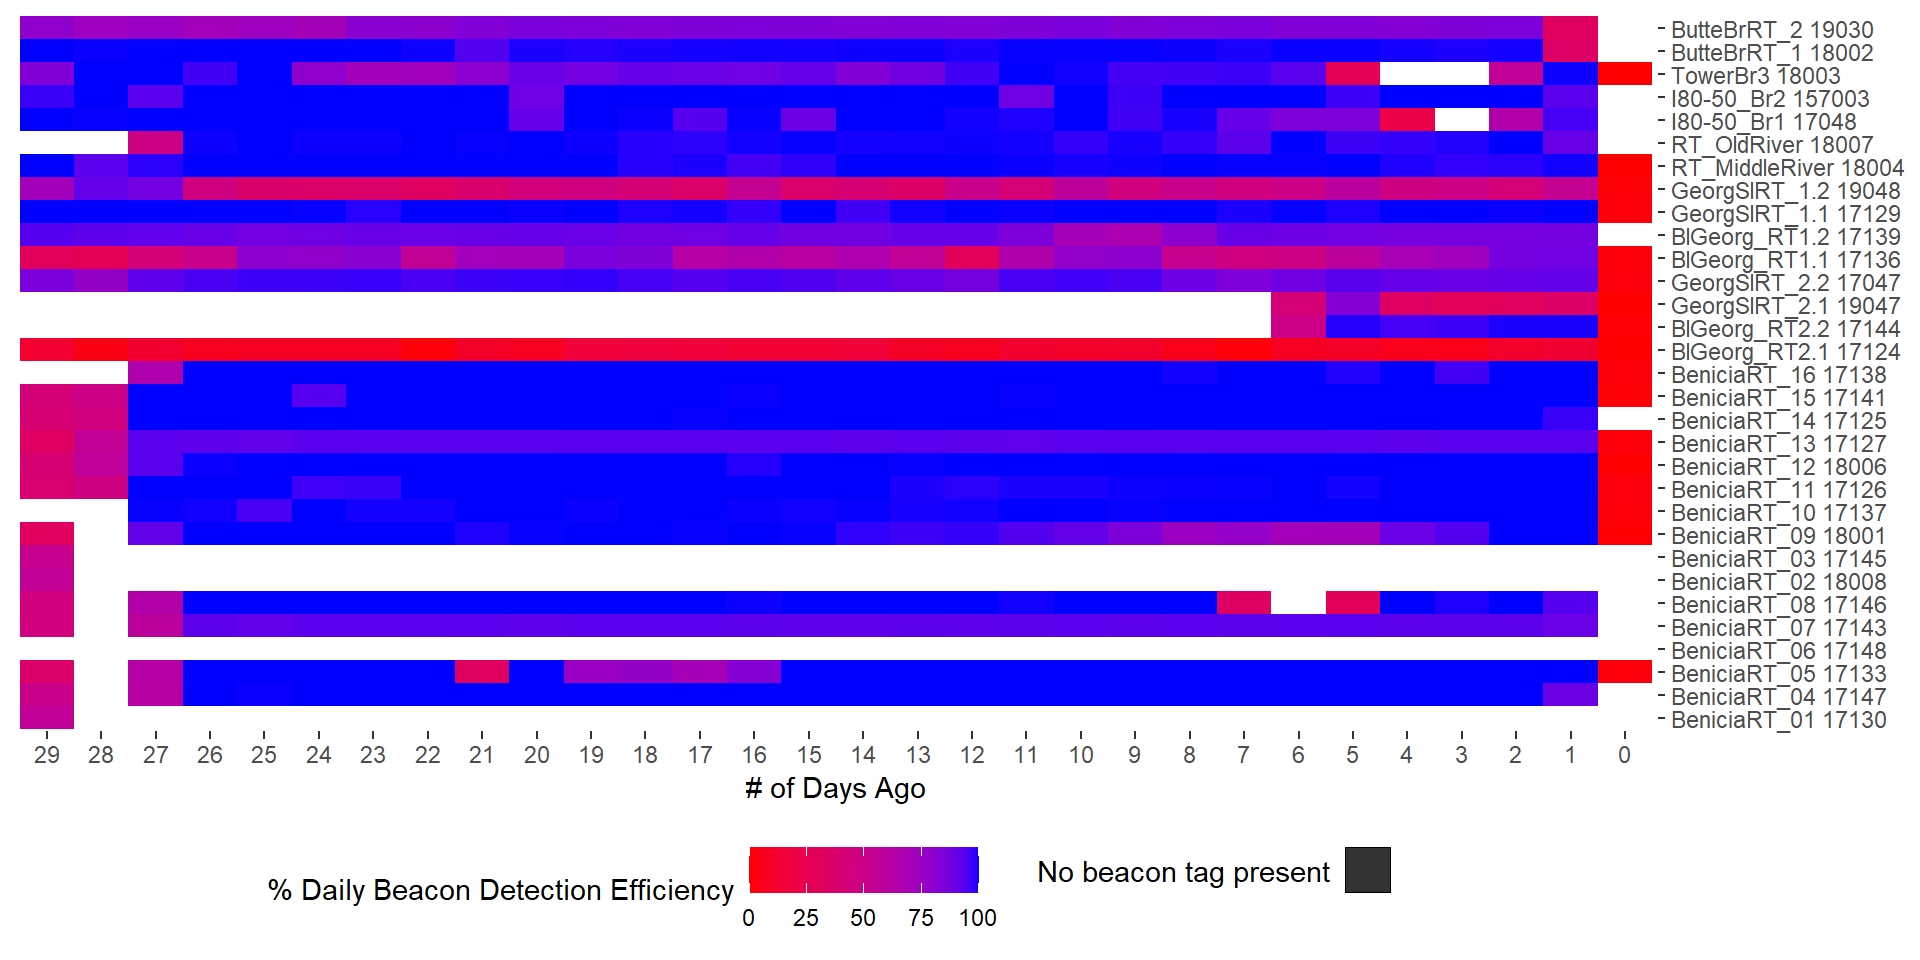 ButteBrRT_2 19030
ButteBrRT_1 18002
TowerBr3 18003
I80-50_Br2 157003
I80-50_Br1 17048
RT_OldRiver 18007
RT_MiddleRiver 18004
GeorgSlRT_1.2 19048
GeorgSlRT_1.1 17129
BlGeorg_RT1.2 17139
BlGeorg_RT1.1 17136
GeorgSlRT_2.2 17047
GeorgSlRT_2.1 19047
BlGeorg_RT2.2 17144
BlGeorg_RT2.1 17124
BeniciaRT_16 17138
BeniciaRT_15 17141
BeniciaRT_14 17125
BeniciaRT_13 17127
BeniciaRT_12 18006
BeniciaRT_11 17126
BeniciaRT_10 17137
BeniciaRT_09 18001
BeniciaRT_03 17145
BeniciaRT_02 18008
BeniciaRT_08 17146
BeniciaRT_07 17143
BeniciaRT_06 17148
BeniciaRT_05 17133
BeniciaRT_04 17147
BeniciaRT_01 17130
29 28 27 26 25 24 23 22 21 20 19 18 17 16 15 14 13 12 11 10 9 8 7 6 5 4 3 2 1 0
# of Days Ago
% Daily Beacon Detection Efficiency
0 25 50 75 100
No beacon tag present